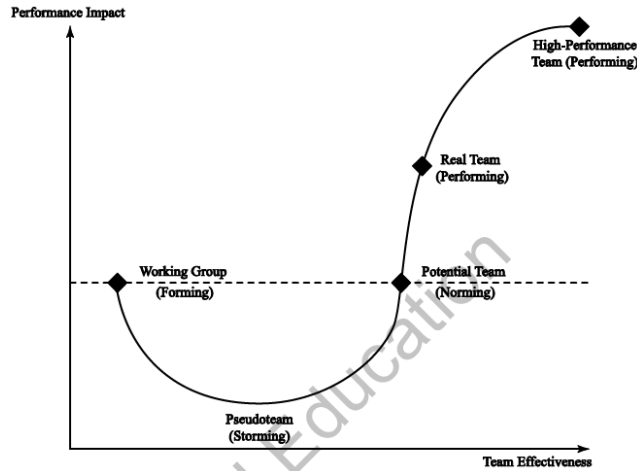 Performance Impact
High-Performance
Team (Performing)
Real Team
(Performing)
Working Group
(Forming)
Potential Team
(Norming)
Pseudoteam
(Storming)
Team Effectiveness
Education